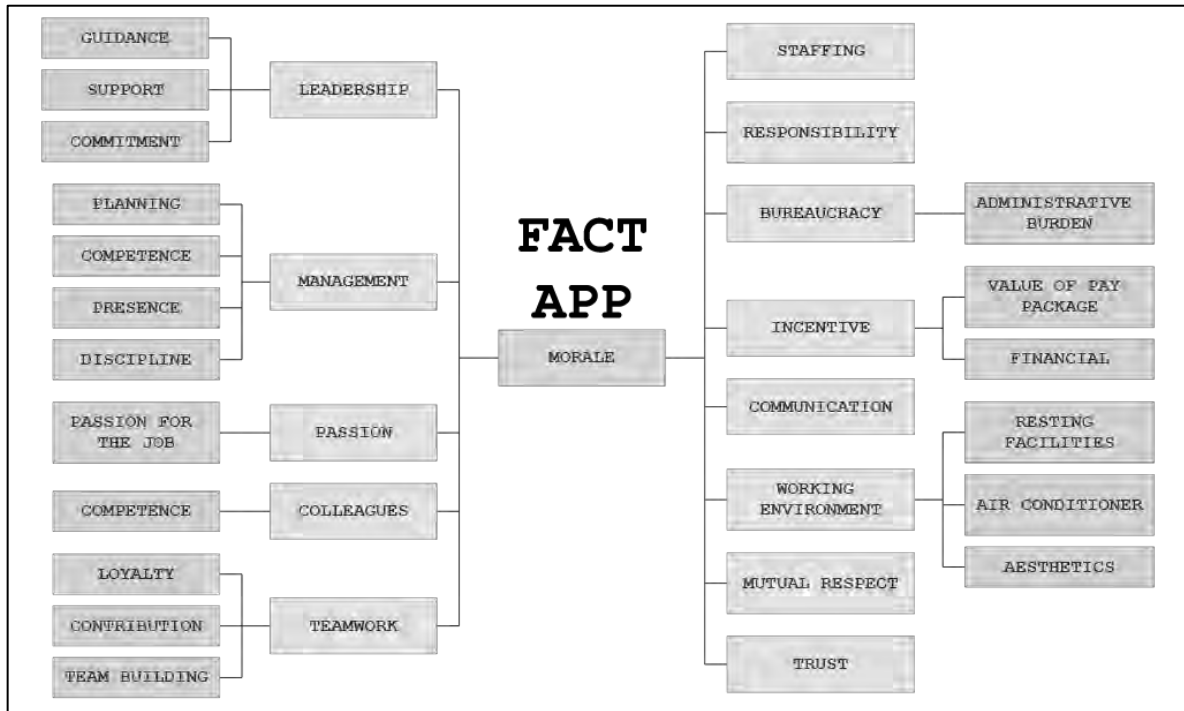 GUIDANCE
SUPPORT
COMMITMENT
LEADERSHIP
PLANNING
COMPETENCE
PRESENCE
DISCIPLINE
MANAGEMENT
PASSION FOR
THE JOB
PASSION
COMPETENCE
COLLEAGUES
LOYALTY
CONTRIBUTION
TEAM BUILDING
TEAMWORK
FACT
APP
MORALE
STAFFING
RESPONSIBILITY
BUREAUCRACY
ADMINISTRATIVE
BURDEN
INCENTIVE
VALUE OF PAY
PACKAGE
FINANCIAL
COMMUNICATION
WORKING
ENVIRONMENT
RESTING
FACILITIES
AIR CONDITIONER
AESTHETICS
MUTUAL RESPECT
TRUST